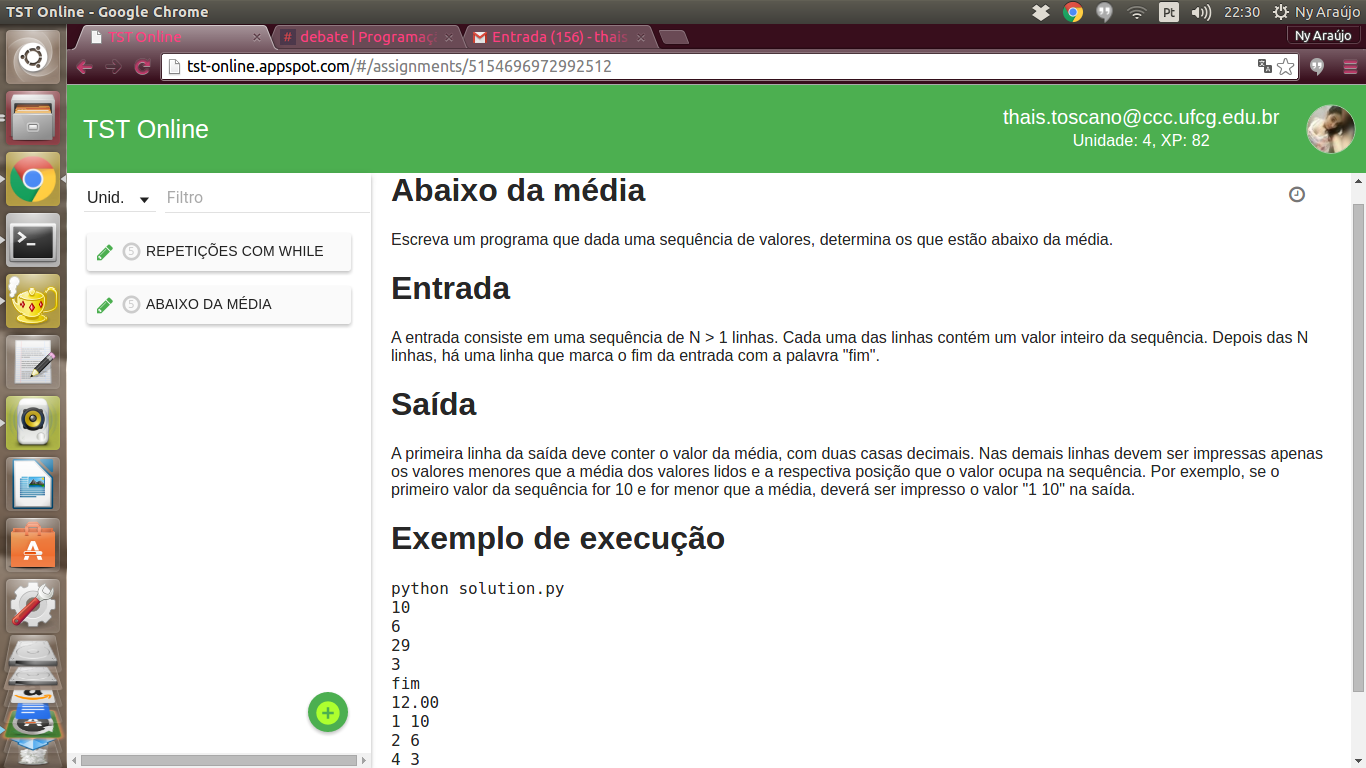 TST Online - Google Chrome
Pt
22:30
Ny Araújo
TST Online
debate | Programaç
Entrada (156) - thais
Ny Araújo
tst-online.appspot.com/#/assignments/5154696972992512
TST Online
thais.toscano@ccc.ufcg.edu.br
Unidade: 4, XP: 82
Unid.
Filtro
5 REPETIÇÕES COM WHILE
5 ABAIXO DA MÉDIA
Abaixo da média
Escreva um programa que dada uma sequência de valores, determina os que estão abaixo da média.
Entrada
A entrada consiste em uma sequência de N > 1 linhas. Cada uma das linhas contém um valor inteiro da sequência. Depois das N
linhas, há uma linha que marca o fim da entrada com a palavra "fim".
Saída
A primeira linha da saída deve conter o valor da média, com duas casas decimais. Nas demais linhas devem ser impressas apenas
os valores menores que a média dos valores lidos e a respectiva posição que o valor ocupa na sequência. Por exemplo, se o
primeiro valor da sequência for 10 e for menor que a média, deverá ser impresso o valor "1 10" na saída.
Exemplo de execução
python solution.py
10
6
29
3
fim
12.00
1 10
2 6
4 3